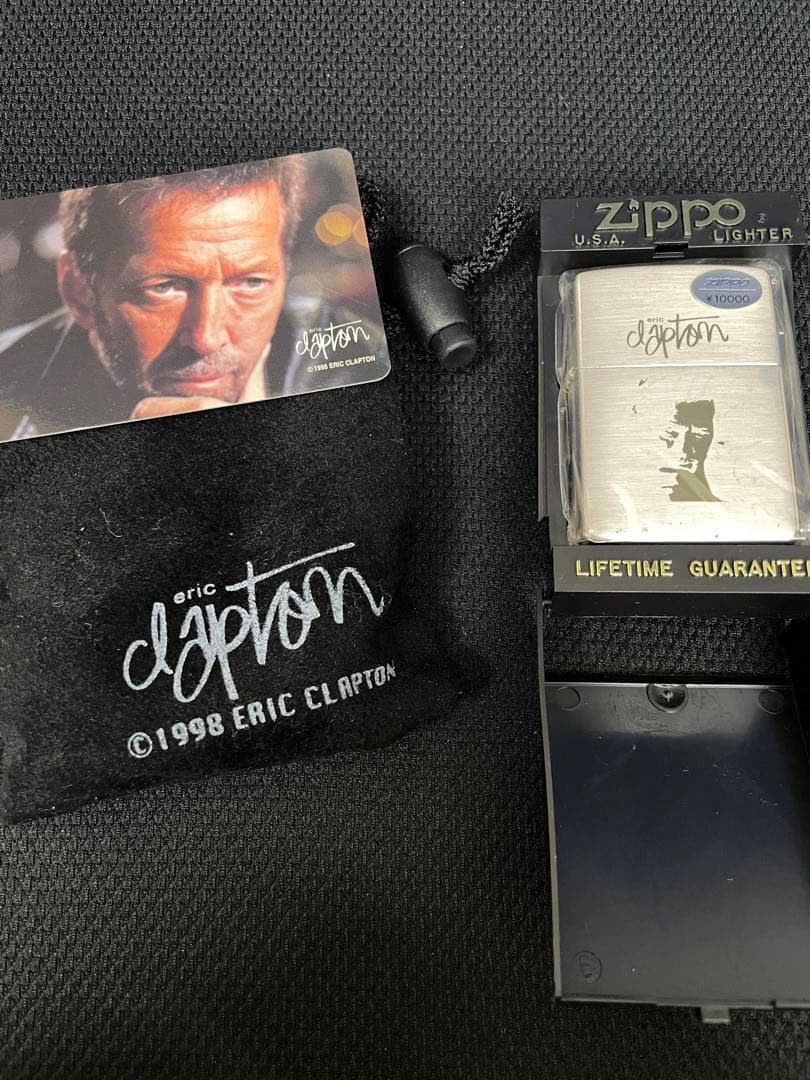 eric
clapton
© 1998 ERIC CLAPTON
eric
clapton
©1998 ERIC CLAPTON
zippo
U.S.A. LIGHTER
zippo
¥10000
eric
clapton
LIFETIME GUARANTEE